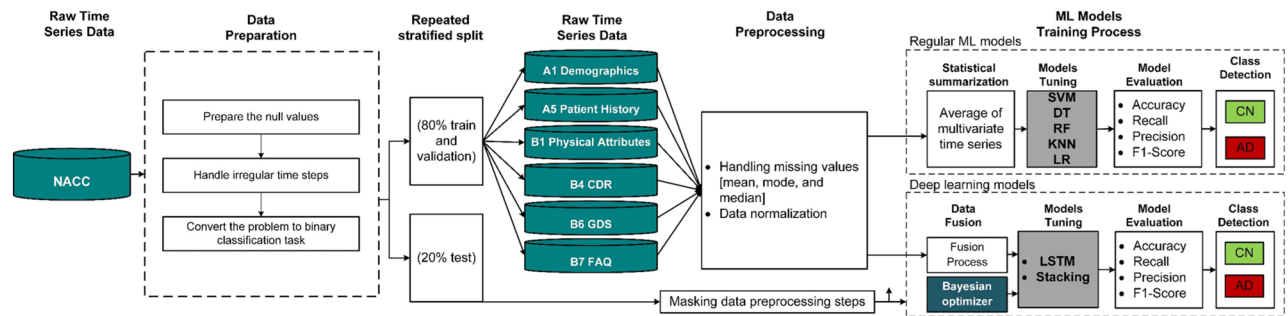 Raw Time
Series Data
Data
Preparation
Repeated
stratified split
Raw Time
Series Data
Data
Preprocessing
ML Models
Training Process
NACC
Prepare the null values
Handle irregular time steps
Convert the problem to binary
classification task
(80% train
and
validation)
(20% test)
A1 Demographics
A5 Patient History
B1 Physical Attributes
B4 CDR
B6 GDS
B7 FAQ
• Handling missing values
[mean, mode, and
median]
• Data normalization
Masking data preprocessing steps
Regular ML models
Statistical
summarization
Average of
multivariate
time series
Models
Tuning
SVM
DT
RF
KNN
LR
Model
Evaluation
• Accuracy
• Recall
• Precision
• F1-Score
Class
Detection
CN
AD
Deep learning models
Data
Fusion
Fusion
Process
Bayesian
optimizer
Models
Tuning
• LSTM
• Stacking
Model
Evaluation
• Accuracy
• Recall
• Precision
• F1-Score
Class
Detection
CN
AD